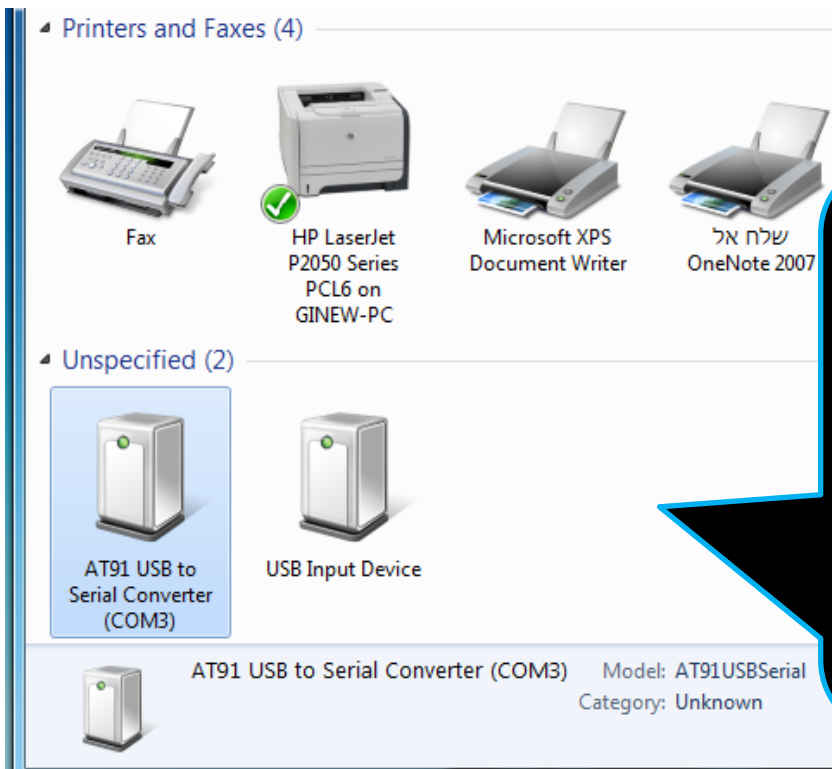 Printers and Faxes (4)
Fax
HP LaserJet
P2050 Series
PCL6 on
GINEW-PC
Microsoft XPS
Document Writer
שלח אל
OneNote 2007
Unspecified (2)
AT91 USB to
Serial Converter
(COM3)
USB Input Device
AT91 USB to Serial Converter (COM3) Model: AT91USBSerial
Category: Unknown